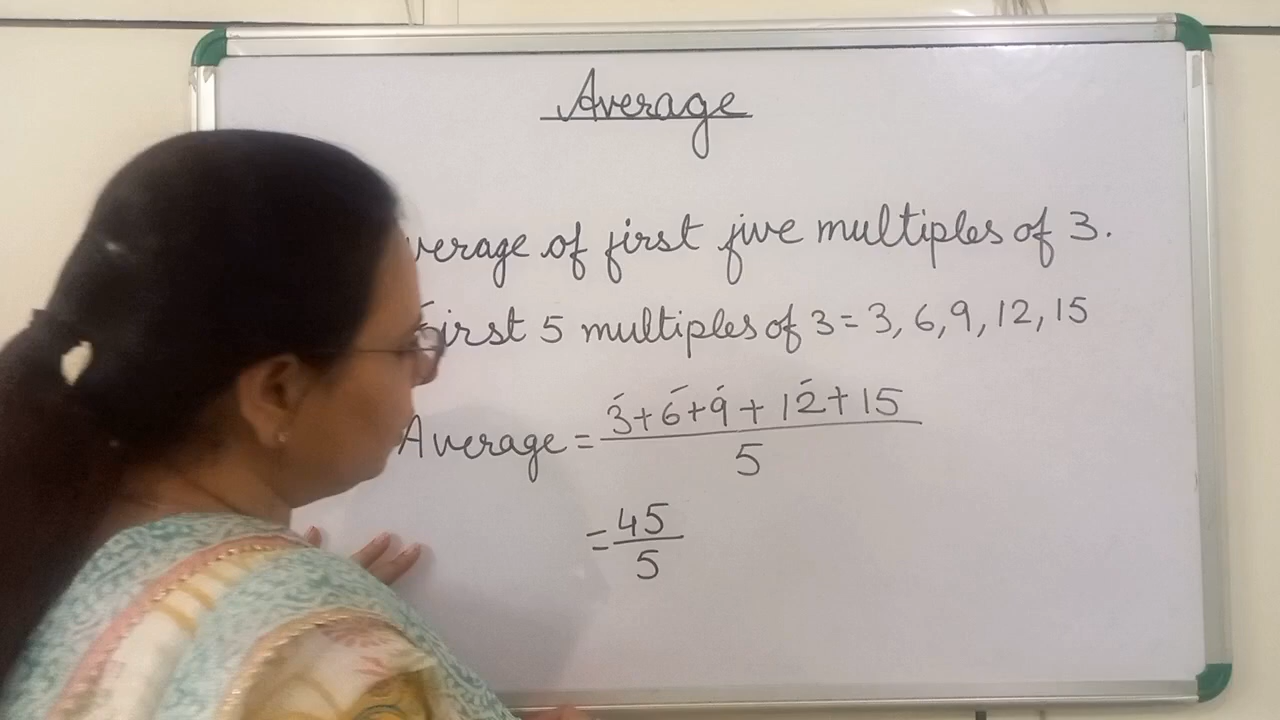 Average
verage of first five multiples of 3.
First 5 multiples of 3 = 3, 6, 9, 12, 15
Average = 3+6+9+12+15
5
= 45
5